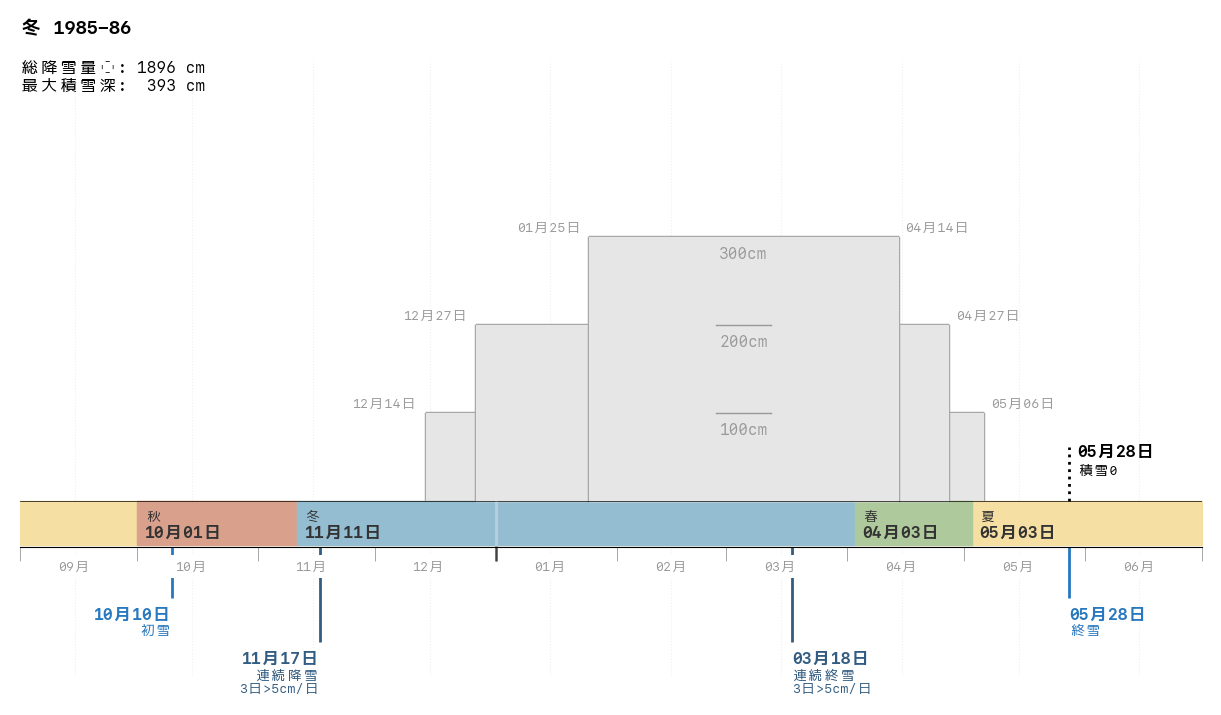 冬 1985–86
総降雪量: 1896 cm
最大積雪深: 393 cm
01月25日
04月14日
300cm
12月27日
04月27日
200cm
12月14日
05月06日
100cm
05月28日
積雪0
秋
10月01日
冬
11月11日
春
04月03日
夏
05月03日
09月
10月
11月
12月
01月
02月
03月
04月
05月
06月
10月10日
初雪
05月28日
終雪
11月17日
連続降雪
3日>5cm/日
03月18日
連続終雪
3日>5cm/日